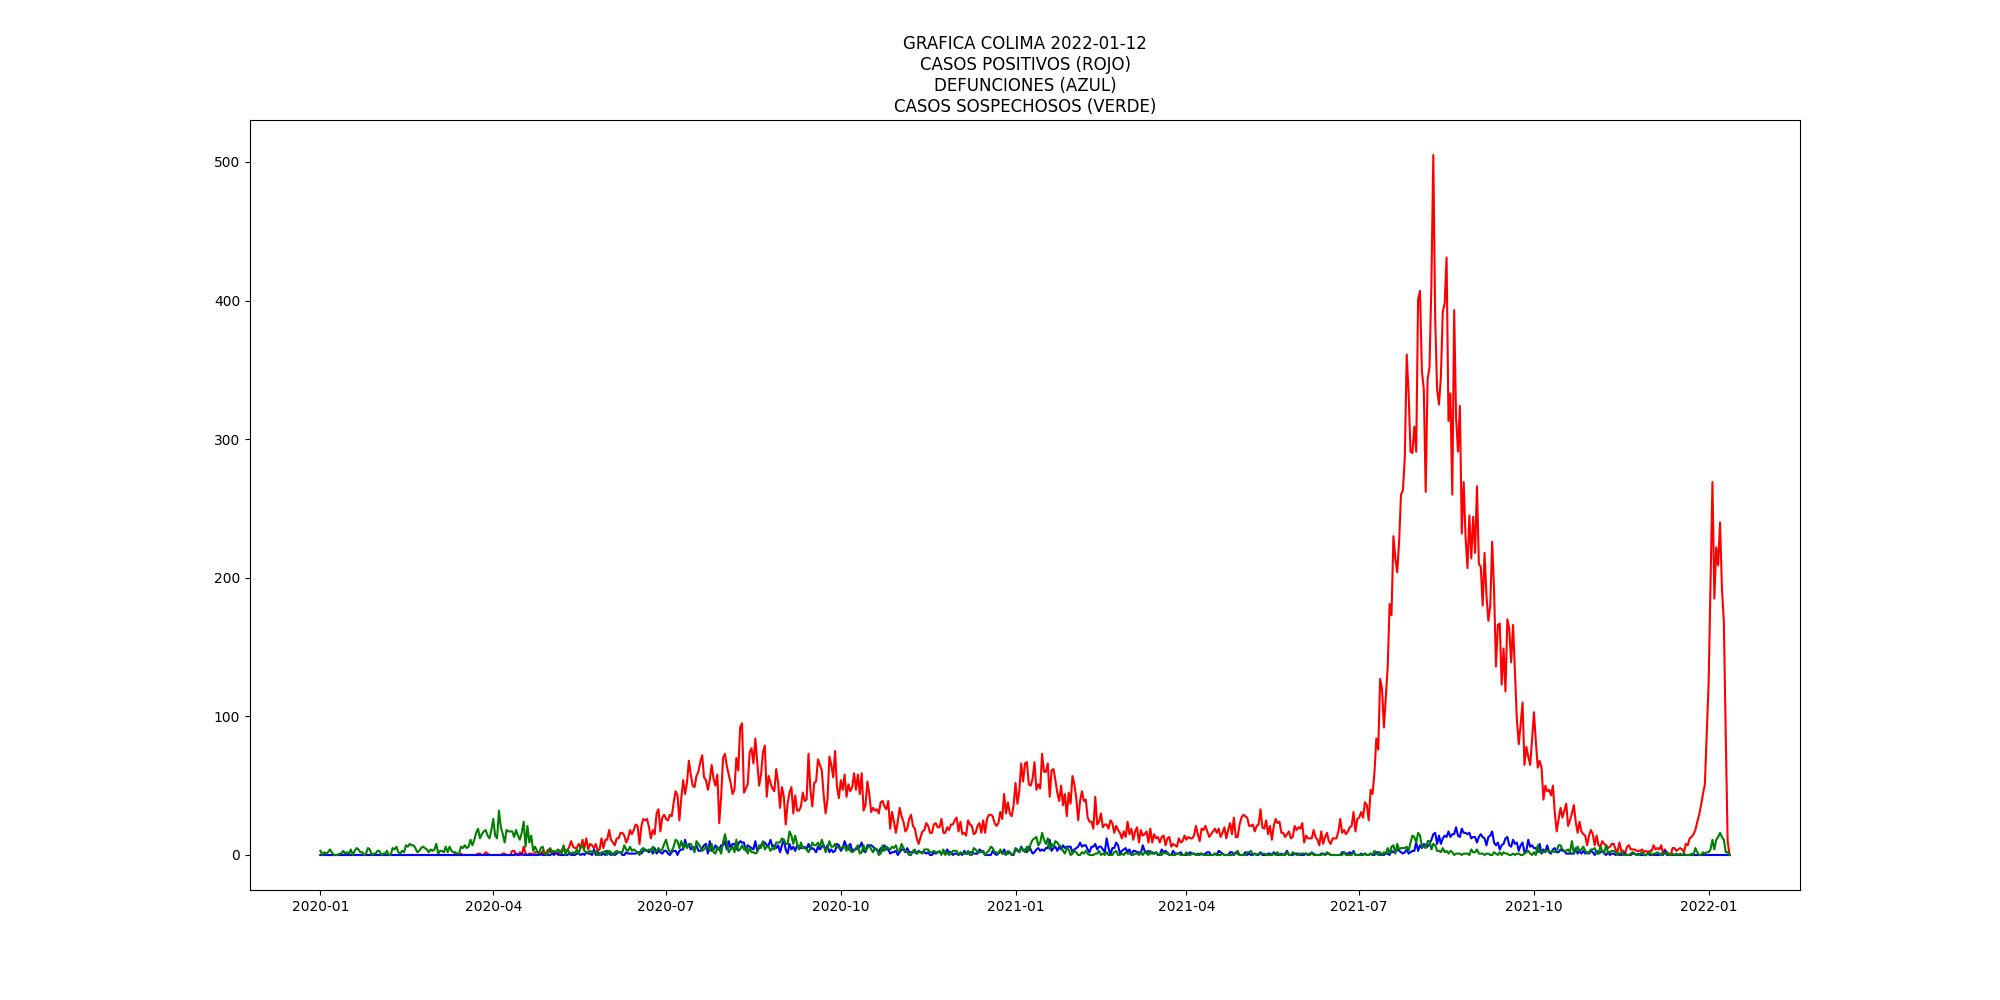 GRAFICA COLIMA 2022-01-12
CASOS POSITIVOS (ROJO)
DEFUNCIONES (AZUL)
CASOS SOSPECHOSOS (VERDE)
500
400
300
200
100
0
2020-01 2020-04 2020-07 2020-10 2021-01 2021-04 2021-07 2021-10 2022-01